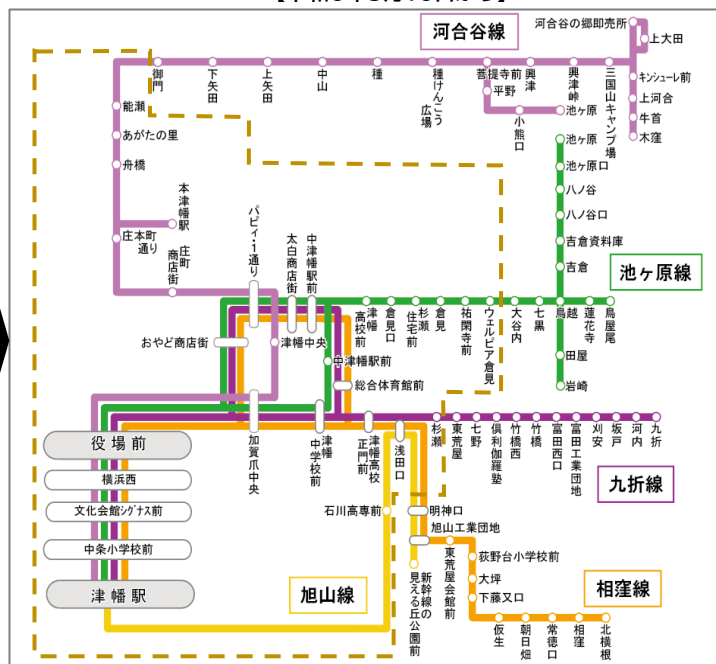 河合谷線
河合谷の郷即売所
上大田
キンシューレ前
上河合
牛首
木窪
三国山キャンプ場
興津峠
興津
菩提寺前
平野
小熊口
池ヶ原
種けんこう広場
種
中山
上矢田
下矢田
御門
能瀬
あがたの里
舟橋
本津幡駅
庄本町通り
庄町商店街
池ヶ原
池ヶ原口
八ノ谷
八ノ谷口
吉倉資料庫
吉倉
池ヶ原線
パピィ・1通り
太白商店街
中津幡駅前
津幡高校前
倉見口
杉瀬住宅前
倉見
祐閑寺前
ウェルピア倉見
大谷内
七黒
鳥越
蓮花寺
鳥屋尾
田屋
岩崎
おやど商店街
津幡中央
中津幡駅前
総合体育館前
加賀爪中央
津幡中学校前
津幡高校正門前
浅田口
杉瀬
東荒屋
七野
倶利伽羅塾
竹橋西
竹橋
富田西口
富田工業団地
刈安
坂戸
河内
九折
九折線
役場前
横浜西
文化会館シグナス前
中条小学校前
津幡駅
石川高専前
明神口
旭山工業団地
新幹線の見える丘公園前
旭山線
東荒屋会館前
荻野台小学校前
大坪
下藤又口
仮生
朝日畑
常徳口
相窪
北横根
相窪線